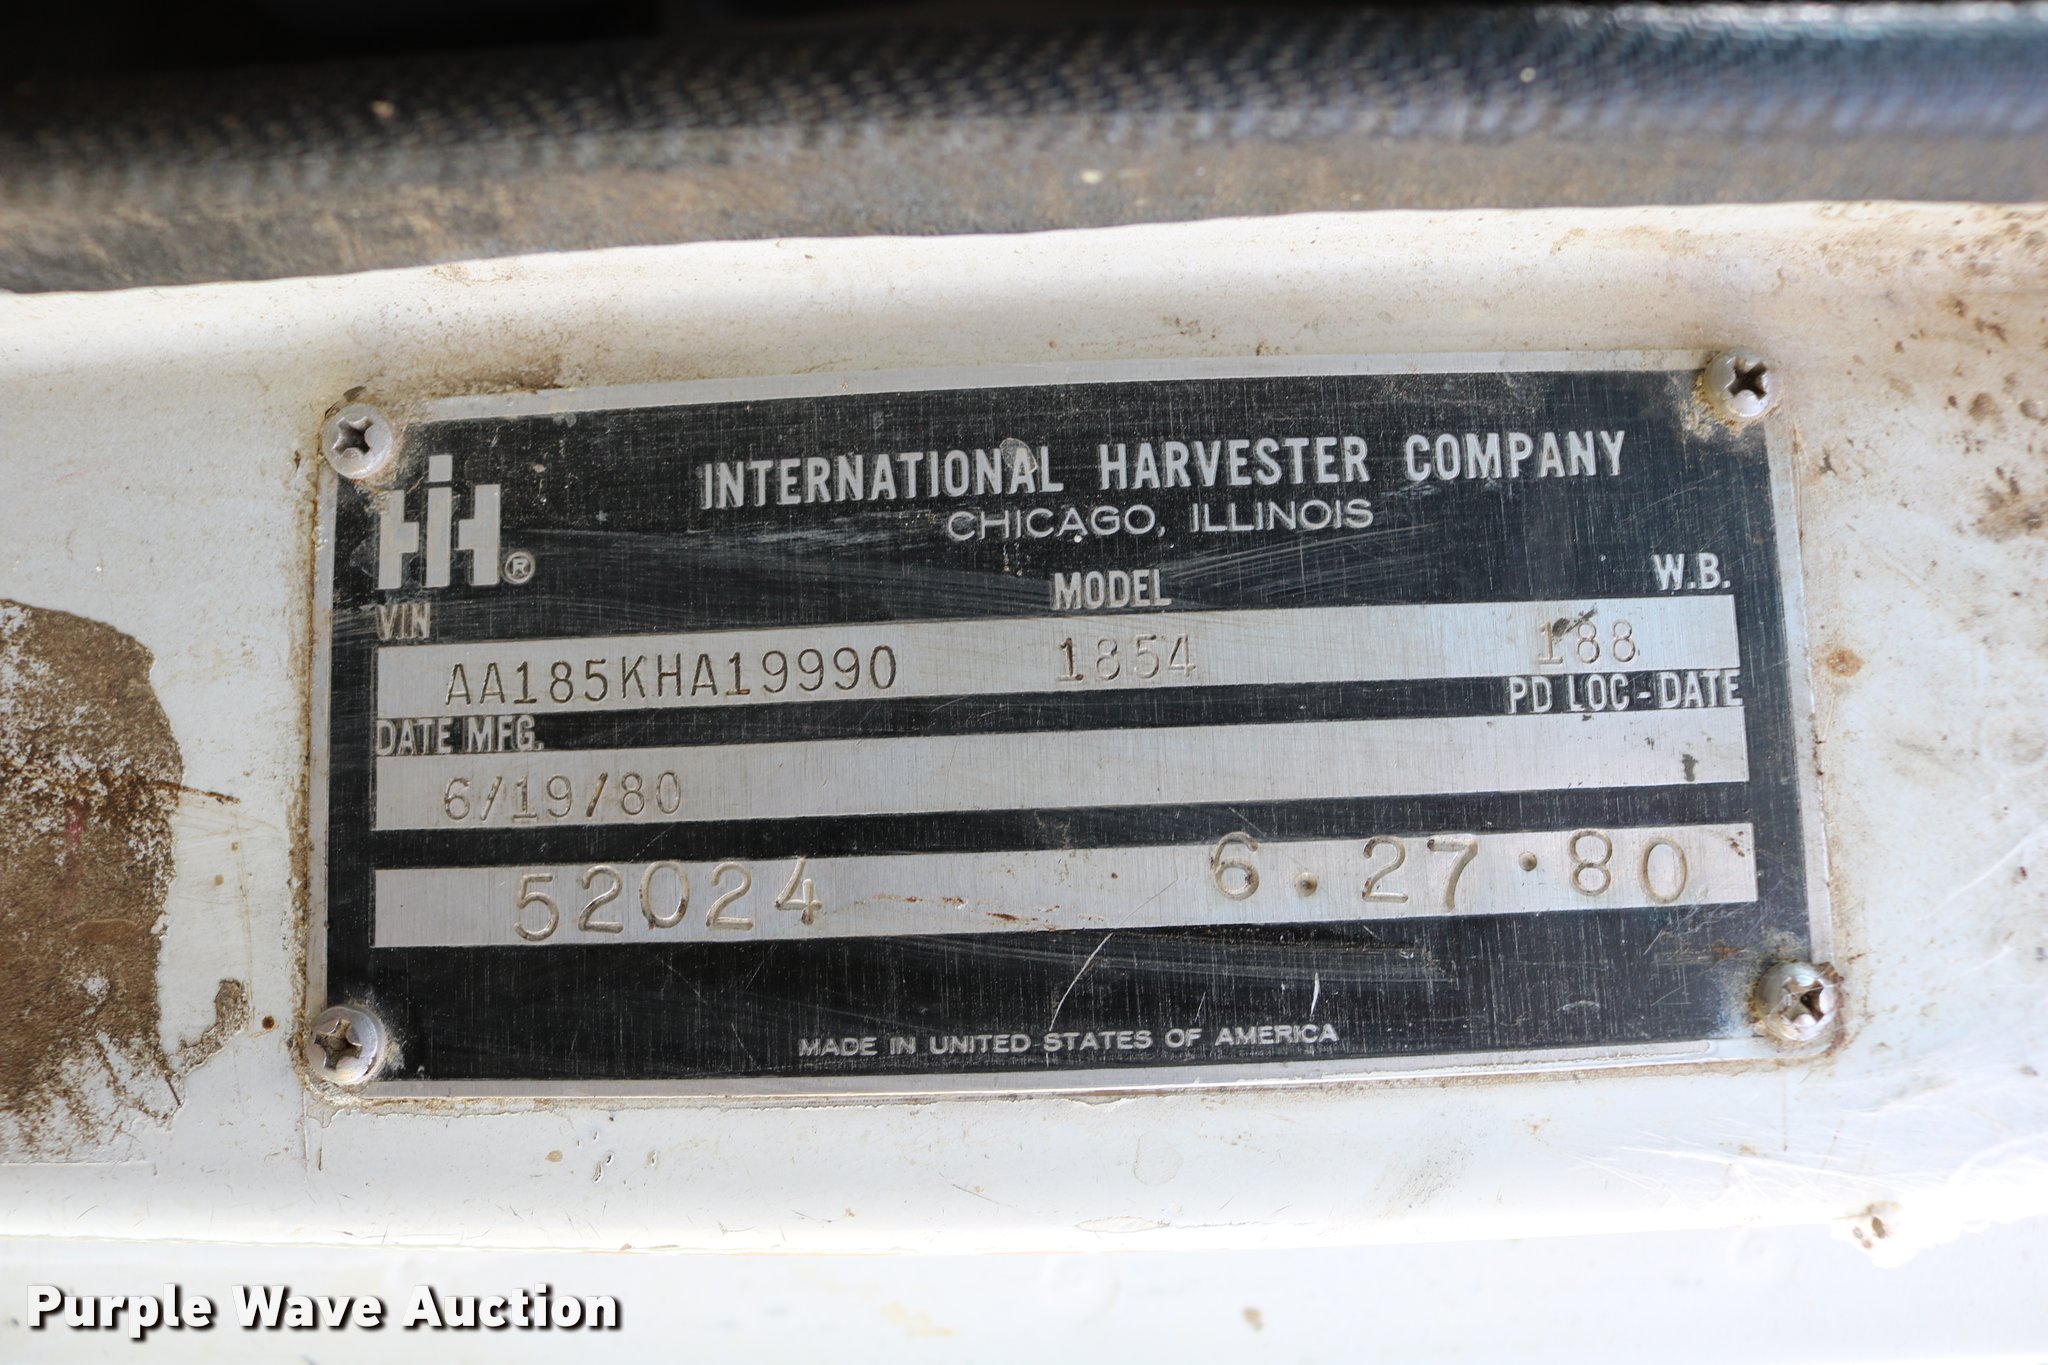 IH®
INTERNATIONAL HARVESTER COMPANY
CHICAGO, ILLINOIS
VIN MODEL W.B.
AA185KHA19990 1854 188
DATE MFG. PD LOC-DATE
6/19/80
52024 6.27.80
MADE IN UNITED STATES OF AMERICA
Purple Wave Auction